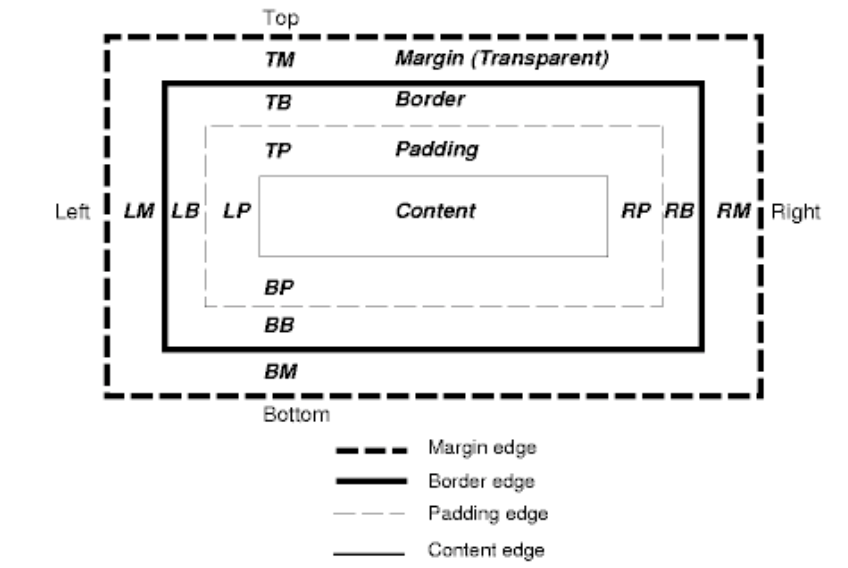 Top
TM Margin (Transparent)
TB Border
TP Padding
Left LM LB LP Content RP RB RM Right
BP
BB
BM
Bottom
Margin edge
Border edge
Padding edge
Content edge